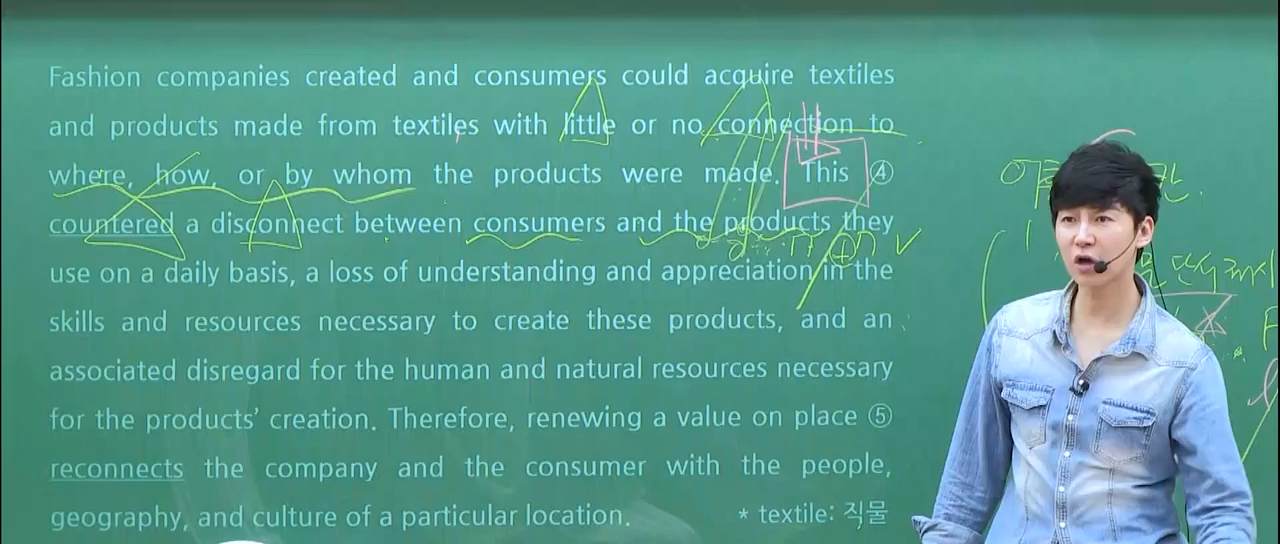 Fashion companies created and consumers could acquire textiles
and products made from textiles with little or no connection to
where, how, or by whom the products were made. This ④
countered a disconnect between consumers and the products they
use on a daily basis, a loss of understanding and appreciation in the
skills and resources necessary to create these products, and an
associated disregard for the human and natural resources necessary
for the products' creation. Therefore, renewing a value on place ⑤
reconnects the company and the consumer with the people,
geography, and culture of a particular location.
* textile: 직물